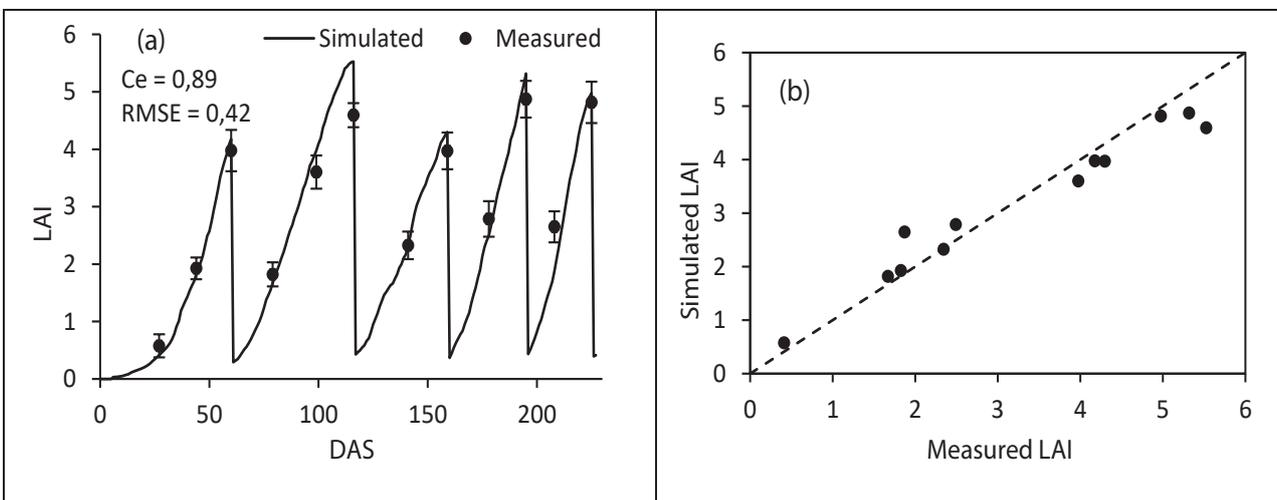 (a)
Simulated
Measured
Ce = 0,89
RMSE = 0,42
6
5
4
3
2
1
0
LAI
0 50 100 150 200
DAS
(b)
6
5
4
3
2
1
0
Simulated LAI
0 1 2 3 4 5 6
Measured LAI